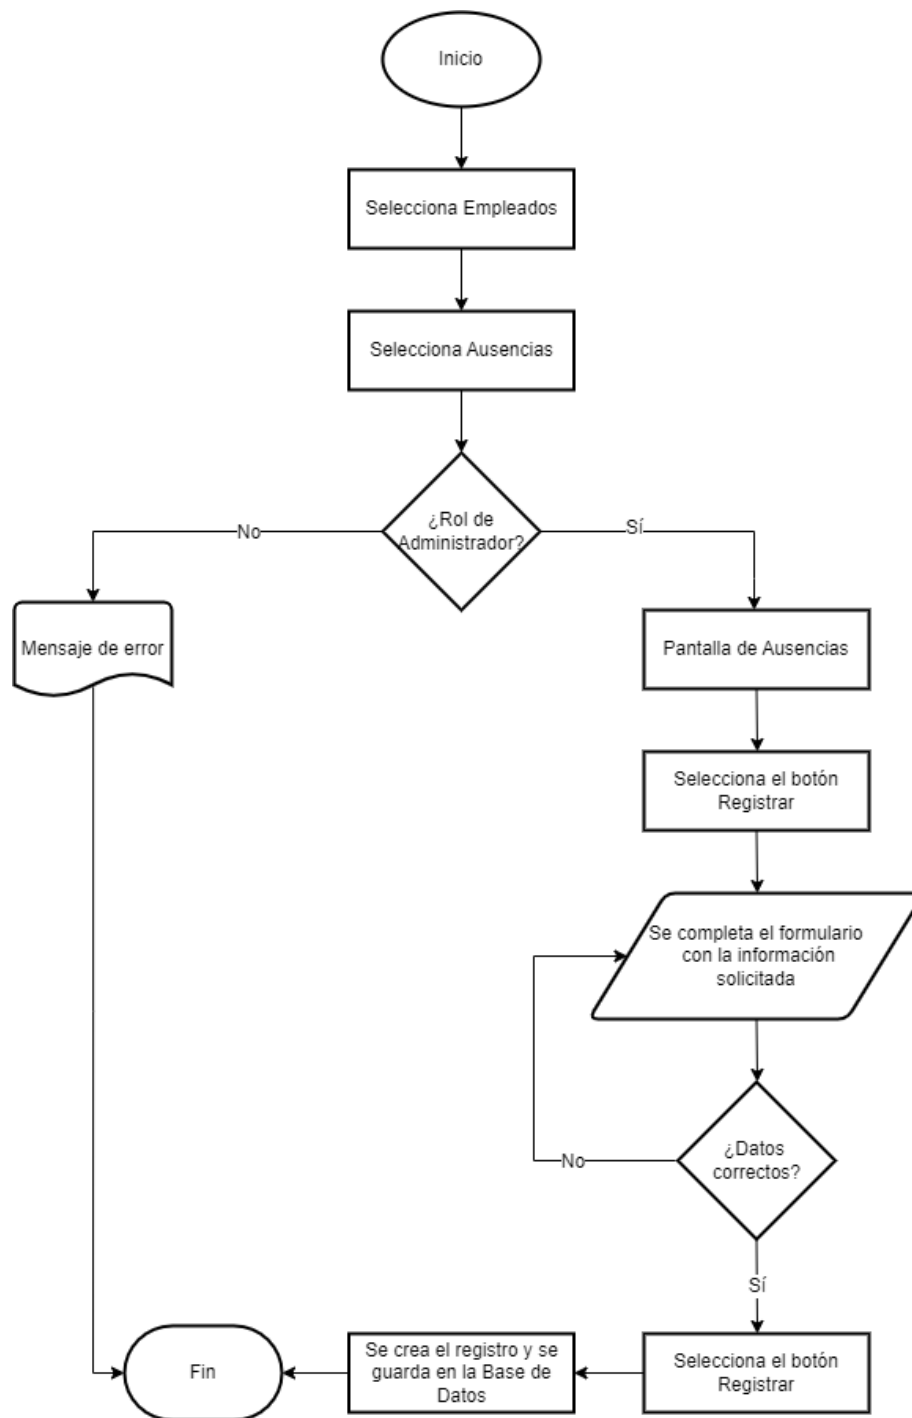 Inicio
Selecciona Empleados
Selecciona Ausencias
¿Rol de
Administrador?
No
Sí
Mensaje de error
Pantalla de Ausencias
Selecciona el botón
Registrar
Se completa el formulario
con la información
solicitada
¿Datos
correctos?
No
Sí
Selecciona el botón
Registrar
Se crea el registro y se
guarda en la Base de
Datos
Fin